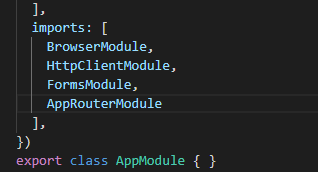 ],
imports: [
BrowserModule,
HttpClientModule,
FormsModule,
AppRouterModule
],
})
export class AppModule { }